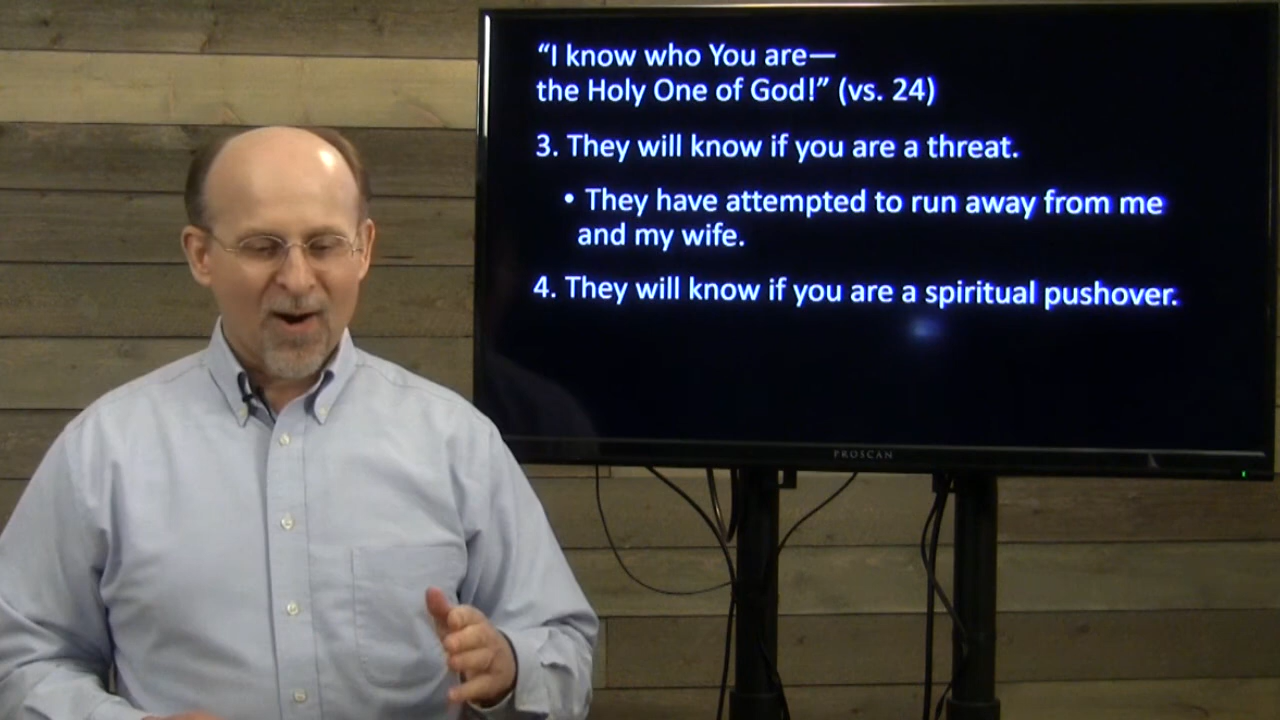 “I know who You are—
the Holy One of God!” (vs. 24)
3. They will know if you are a threat.
• They have attempted to run away from me
and my wife.
4. They will know if you are a spiritual pushover.
PROSCAN